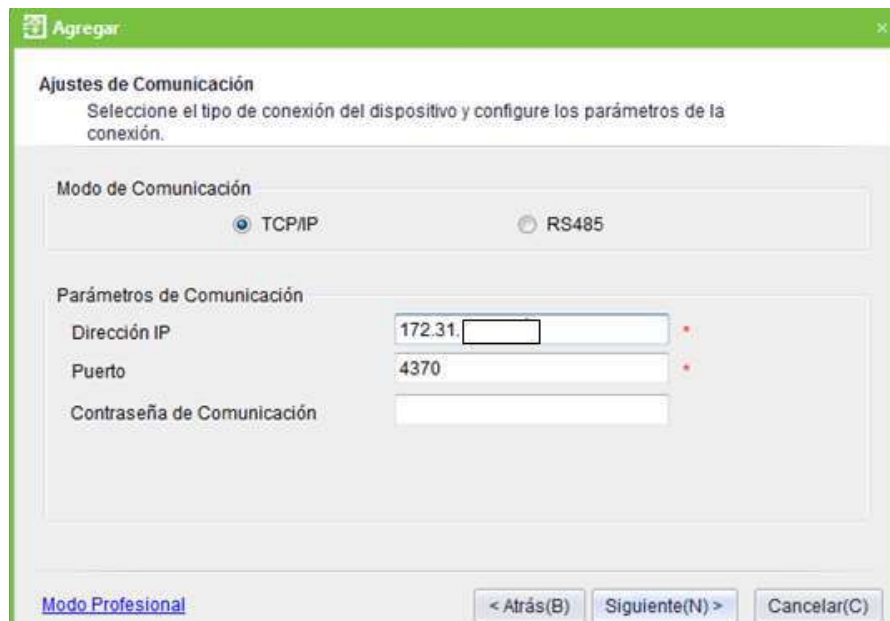 Agregar
Ajustes de Comunicación
Seleccione el tipo de conexión del dispositivo y configure los parámetros de la
conexión.
Modo de Comunicación
TCP/IP
RS485
Parámetros de Comunicación
Dirección IP
172.31.
*
Puerto
4370
*
Contraseña de Comunicación
Modo Profesional
< Atrás(B)
Siguiente(N) >
Cancelar(C)